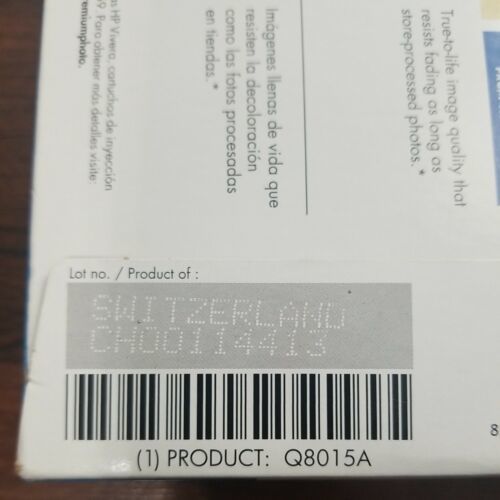 as HP Vivera, cartuchos de inyección
Para obtener más detalles visite:
Imágenes llenas de vida que
resisten la decoloración
como las fotos procesadas
en tiendas.*
True-to-life image quality that
resists fading as long as
store-processed photos.*
Lot no. / Product of :
SWITZERLAND
CH00114413
(1) PRODUCT: Q8015A
8